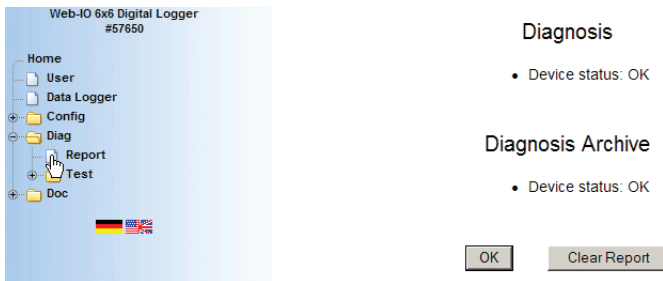 Web-IO 6x6 Digital Logger
#57650
Home
User
Data Logger
Config
Diag
Report
Test
Doc
Diagnosis
• Device status: OK
Diagnosis Archive
• Device status: OK
OK
Clear Report